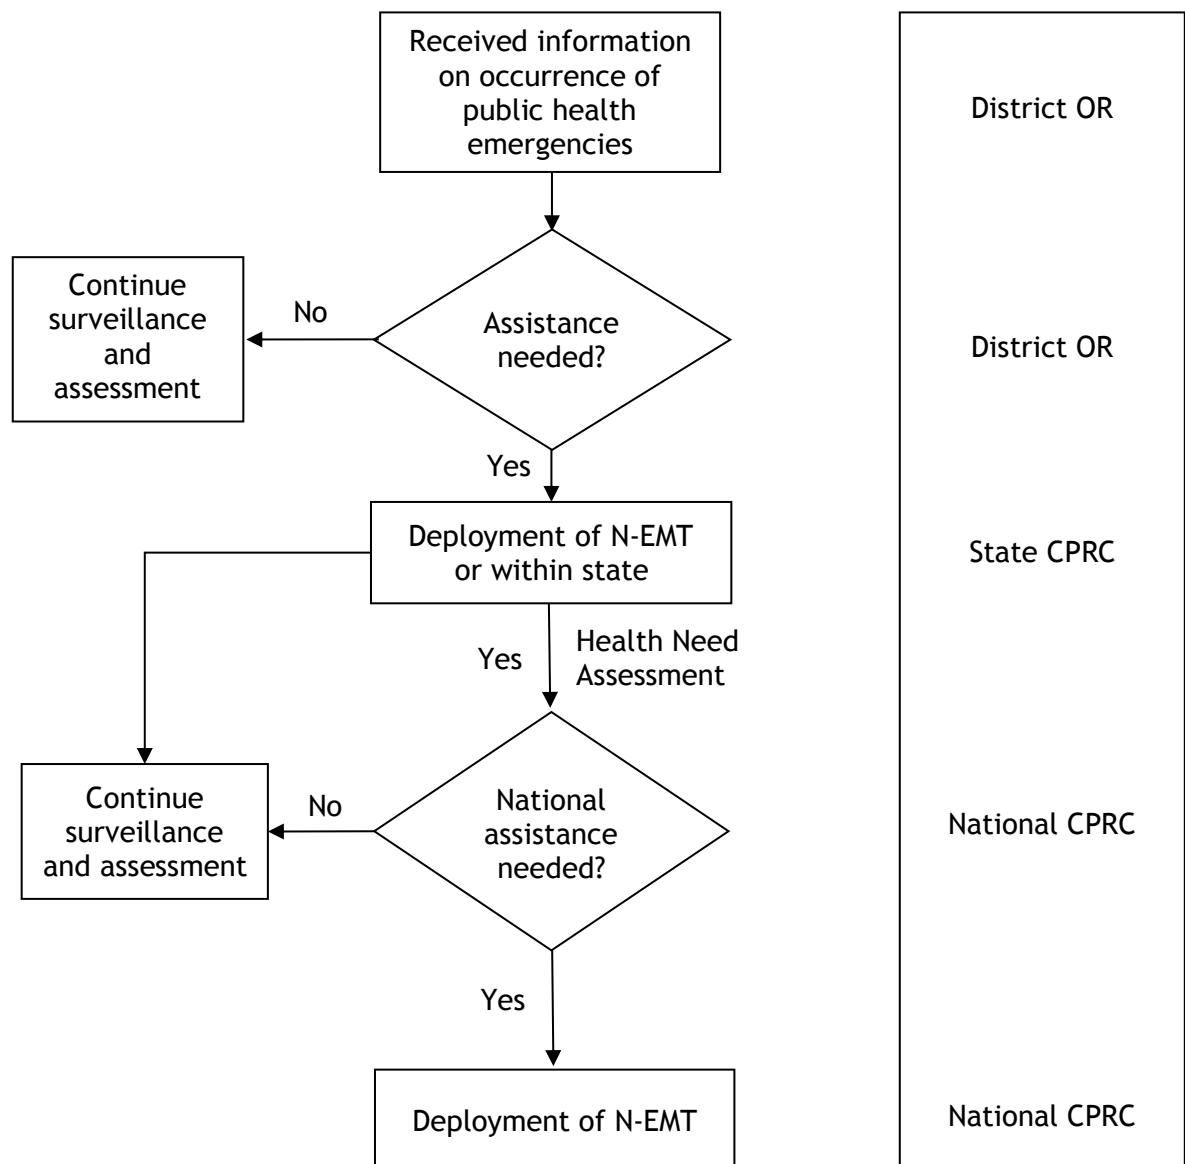 Received information
on occurrence of
public health
emergencies
District OR
Continue
surveillance
and
assessment
No
Assistance
needed?
District OR
Yes
Deployment of N-EMT
or within state
State CPRC
Yes
Health Need
Assessment
Continue
surveillance
and assessment
No
National
assistance
needed?
National CPRC
Yes
Deployment of N-EMT
National CPRC